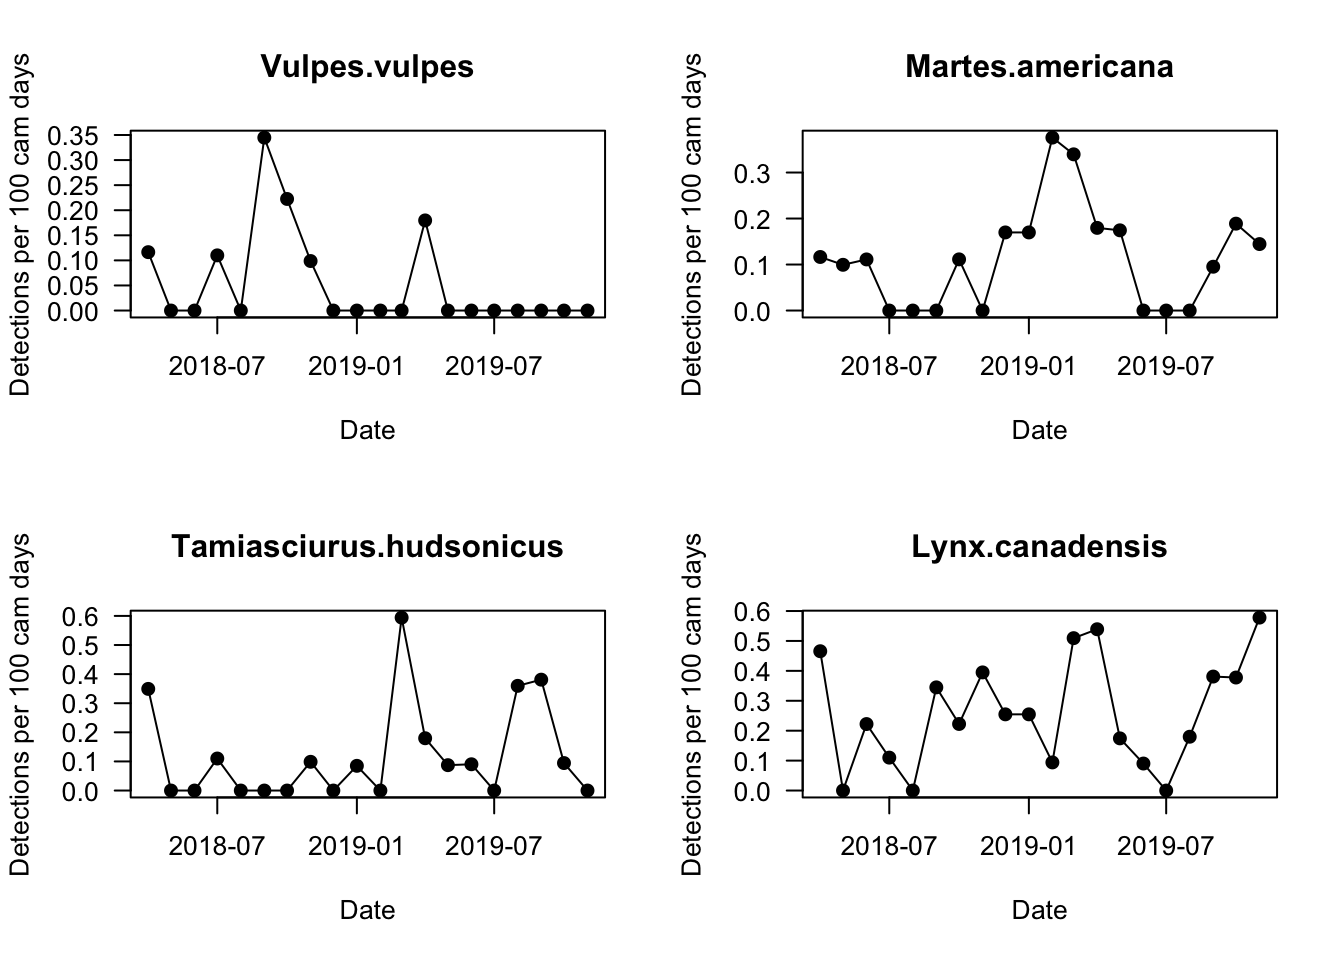 Vulpes.vulpes
Detections per 100 cam days
0.35
0.30
0.25
0.20
0.15
0.10
0.05
0.00
2018-07 2019-01 2019-07
Date
Martes.americana
Detections per 100 cam days
0.3
0.2
0.1
0.0
2018-07 2019-01 2019-07
Date
Tamiasciurus.hudsonicus
Detections per 100 cam days
0.6
0.5
0.4
0.3
0.2
0.1
0.0
2018-07 2019-01 2019-07
Date
Lynx.canadensis
Detections per 100 cam days
0.6
0.5
0.4
0.3
0.2
0.1
0.0
2018-07 2019-01 2019-07
Date